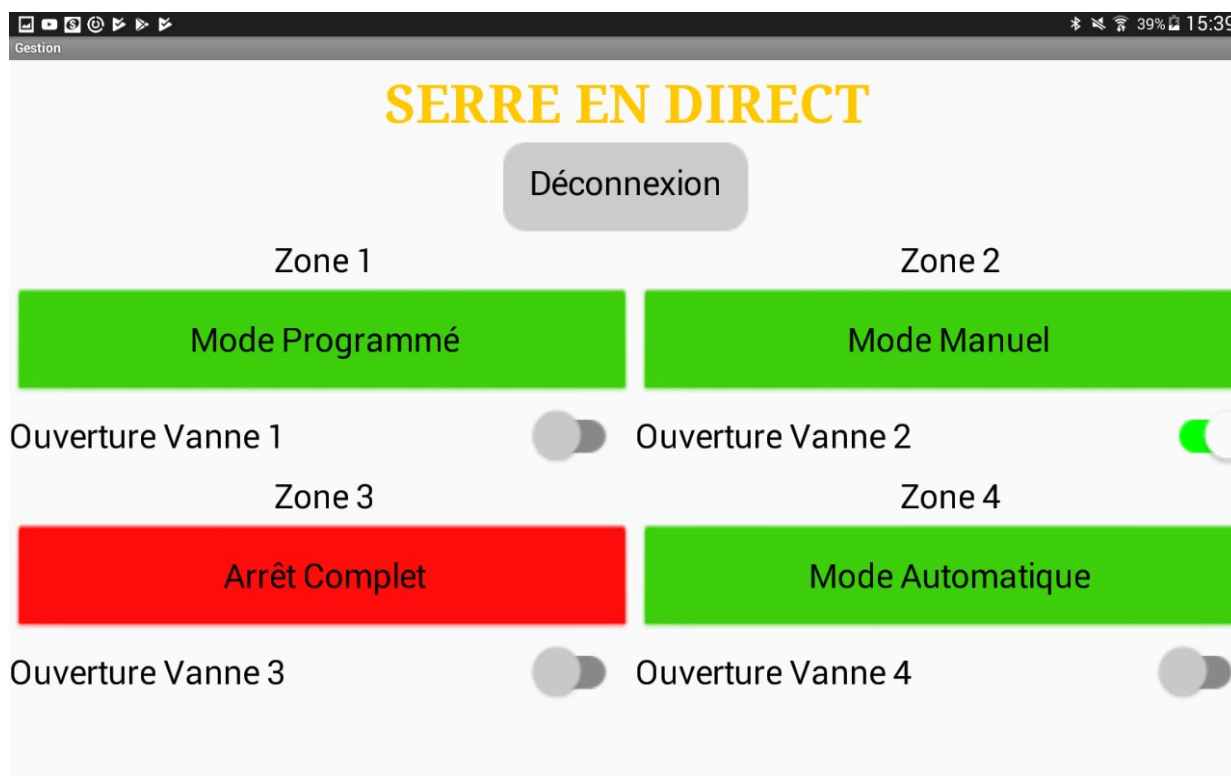 39% 15:39
Gestion
SERRE EN DIRECT
Déconnexion
Zone 1 Zone 2
Mode Programmé Mode Manuel
Ouverture Vanne 1 Ouverture Vanne 2
Zone 3 Zone 4
Arrêt Complet Mode Automatique
Ouverture Vanne 3 Ouverture Vanne 4